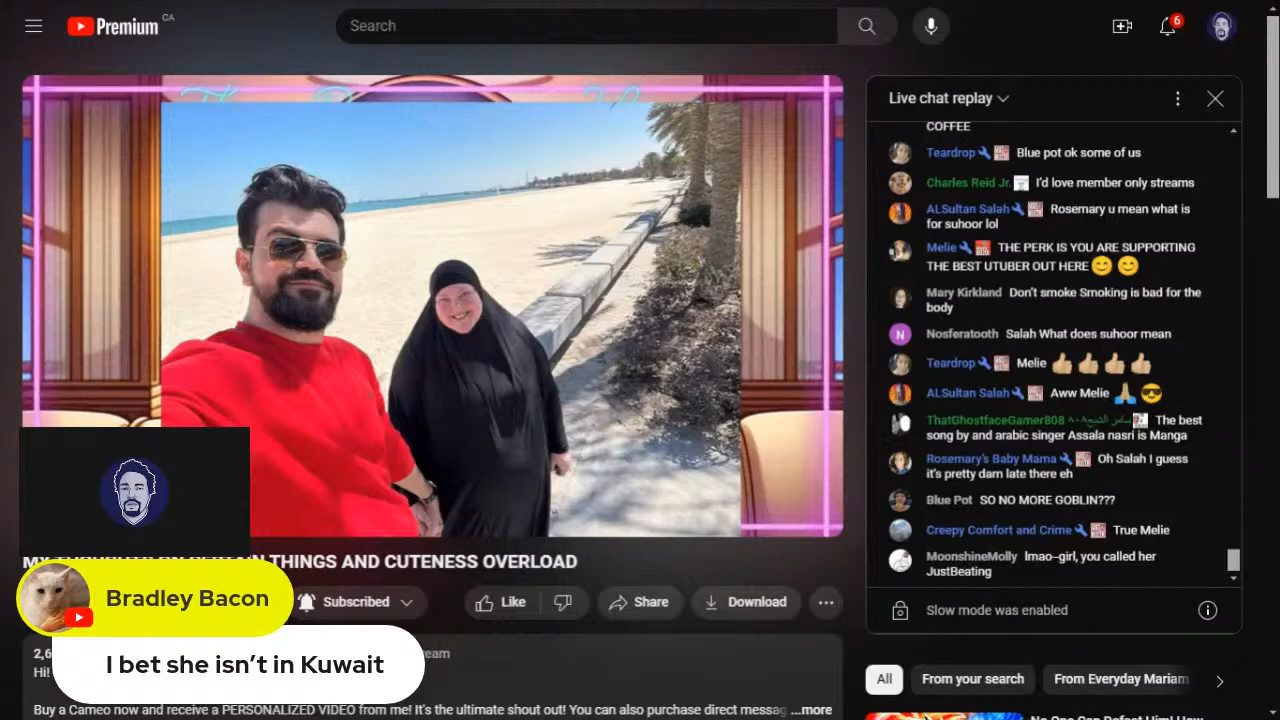 Premium CA
Search
6
Live chat replay
COFFEE
Teardrop Blue pot ok some of us
Charles Reid Jr. I'd love member only streams
ALSultan Salah Rosemary u mean what is
for suhoor lol
Melie THE PERK IS YOU ARE SUPPORTING
THE BEST UTUBER OUT HERE
Mary Kirkland Don't smoke Smoking is bad for the
body
N
Nosferatooth Salah What does suhoor mean
Teardrop Melie
ALSultan Salah Aww Melie
ThatGhostfaceGamer808 The best
song by and arabic singer Assala nasri is Manga
Rosemary's Baby Mama Oh Salah I guess
it's pretty darn late there eh
Blue Pot SO NO MORE GOBLIN???
Creepy Comfort and Crime True Melie
MoonshineMolly lmao--girl, you called her
JustBeating
Slow mode was enabled
THINGS AND CUTENESS OVERLOAD
Bradley Bacon
Subscribed
Like
Share
Download
I bet she isn't in Kuwait
2,6
Hi!
Buy a Cameo now and receive a PERSONALIZED VIDEO from me! It's the ultimate shout out! You can also purchase direct messag ...more
All
From your search
From Everyday Mariam